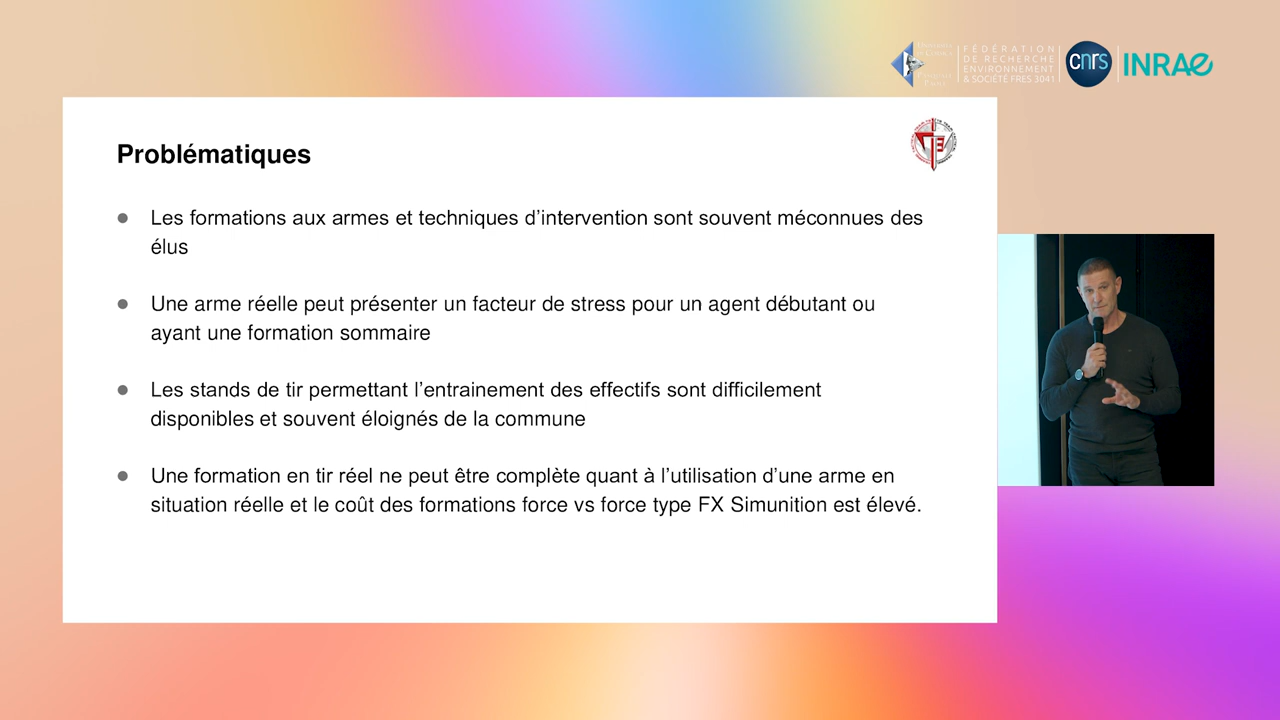 FÉDÉRATION
DE RECHERCHE
ENVIRONNEMENT
& SOCIÉTÉ FRES 3041
cnrs
INRAE
Problématiques
Les formations aux armes et techniques d'intervention sont souvent méconnues des
élus
Une arme réelle peut présenter un facteur de stress pour un agent débutant ou
ayant une formation sommaire
Les stands de tir permettant l'entrainement des effectifs sont difficilement
disponibles et souvent éloignés de la commune
Une formation en tir réel ne peut être complète quant à l'utilisation d'une arme en
situation réelle et le coût des formations force vs force type FX Simunition est élevé.